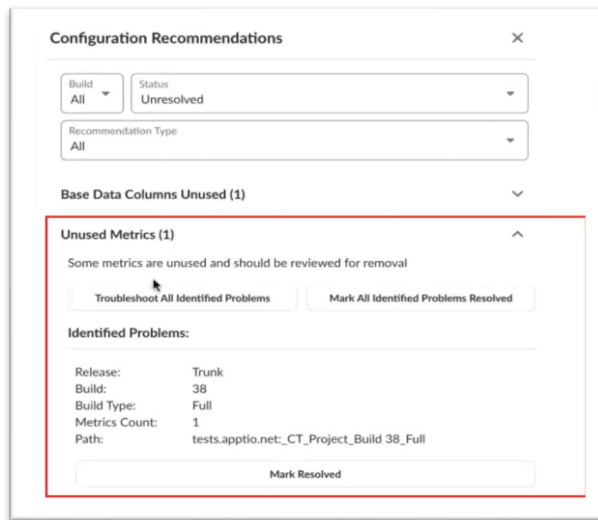 Configuration Recommendations
Build
All
Status
Unresolved
Recommendation Type
All
Base Data Columns Unused (1)
Unused Metrics (1)
Some metrics are unused and should be reviewed for removal
Troubleshoot All Identified Problems
Mark All Identified Problems Resolved
Identified Problems:
Release: Trunk
Build: 38
Build Type: Full
Metrics Count: 1
Path: tests.apptio.net:_CT_Project_Build 38_Full
Mark Resolved